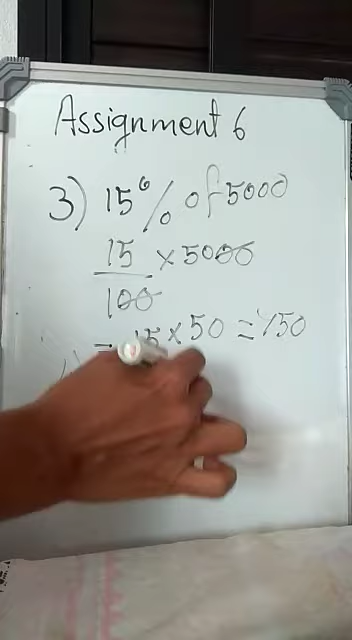 Assignment 6
3) 15% of 5000
15 × 5000
100
= 15 × 50 = 750